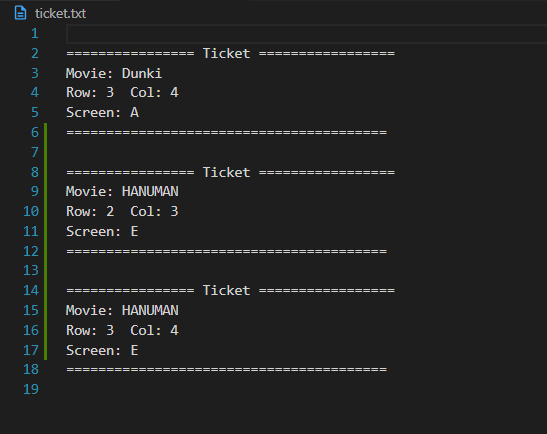 ticket.txt
1
2 ================ Ticket =================
3 Movie: Dunki
4 Row: 3  Col: 4
5 Screen: A
6 ========================================
7
8 ================ Ticket =================
9 Movie: HANUMAN
10 Row: 2  Col: 3
11 Screen: E
12 ========================================
13
14 ================ Ticket =================
15 Movie: HANUMAN
16 Row: 3  Col: 4
17 Screen: E
18 ========================================
19